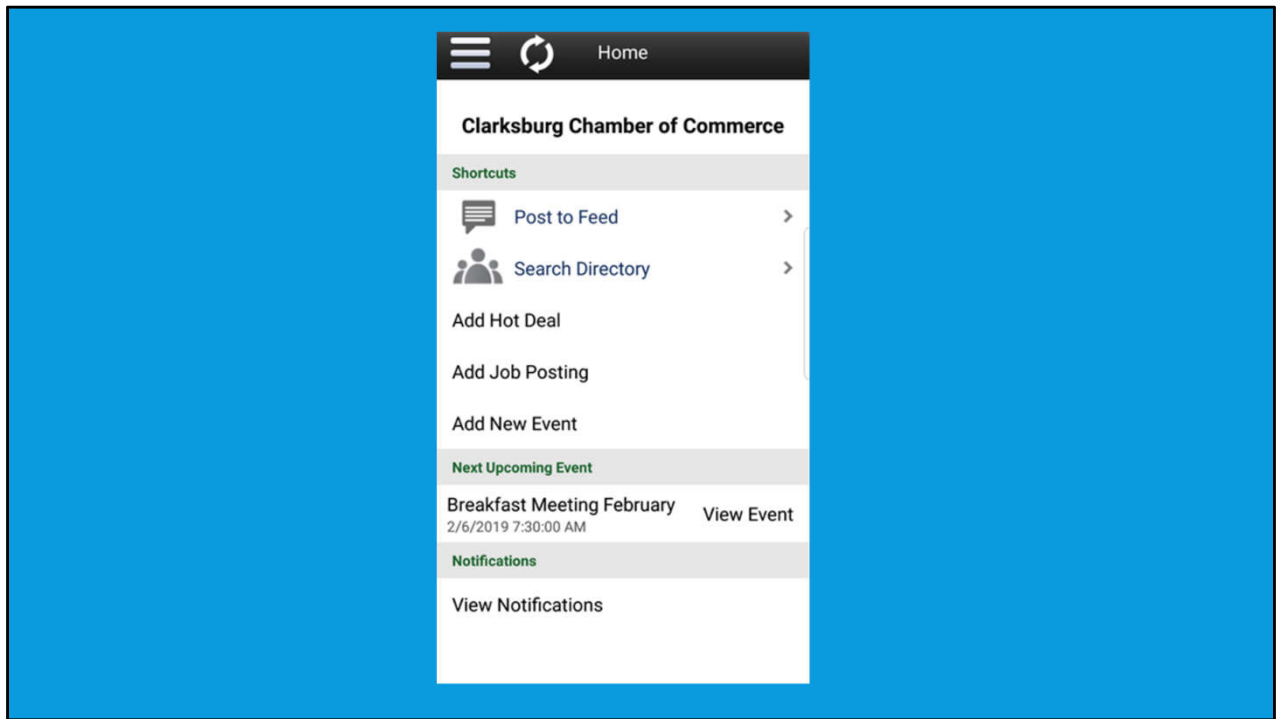 Home
Clarksburg Chamber of Commerce
Shortcuts
Post to Feed
Search Directory
Add Hot Deal
Add Job Posting
Add New Event
Next Upcoming Event
Breakfast Meeting February
2/6/2019 7:30:00 AM
View Event
Notifications
View Notifications